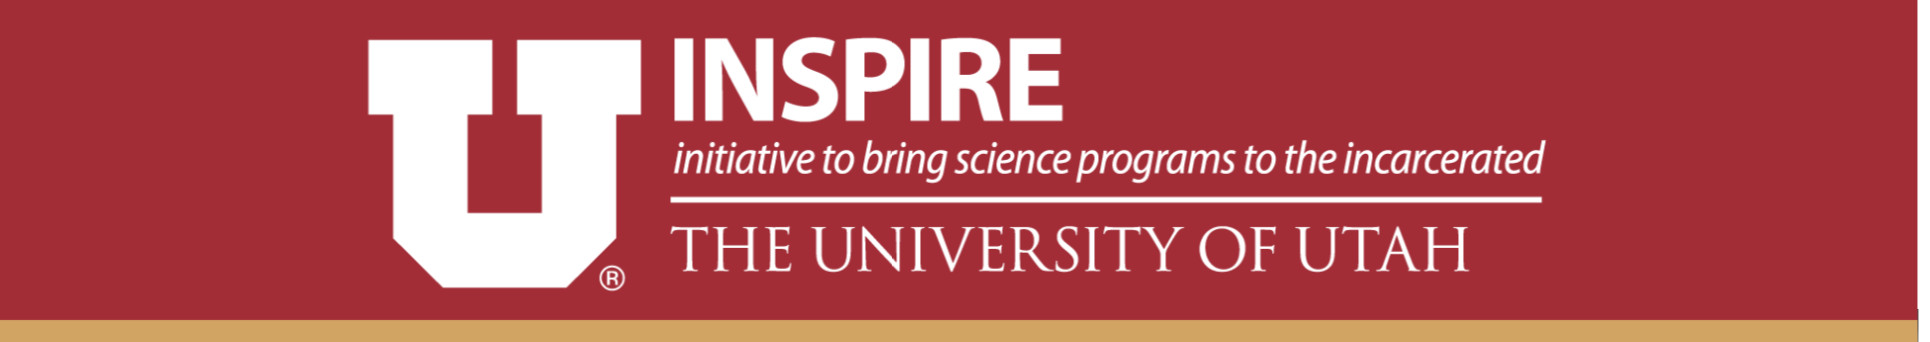 U®
INSPIRE
initiative to bring science programs to the incarcerated
THE UNIVERSITY OF UTAH